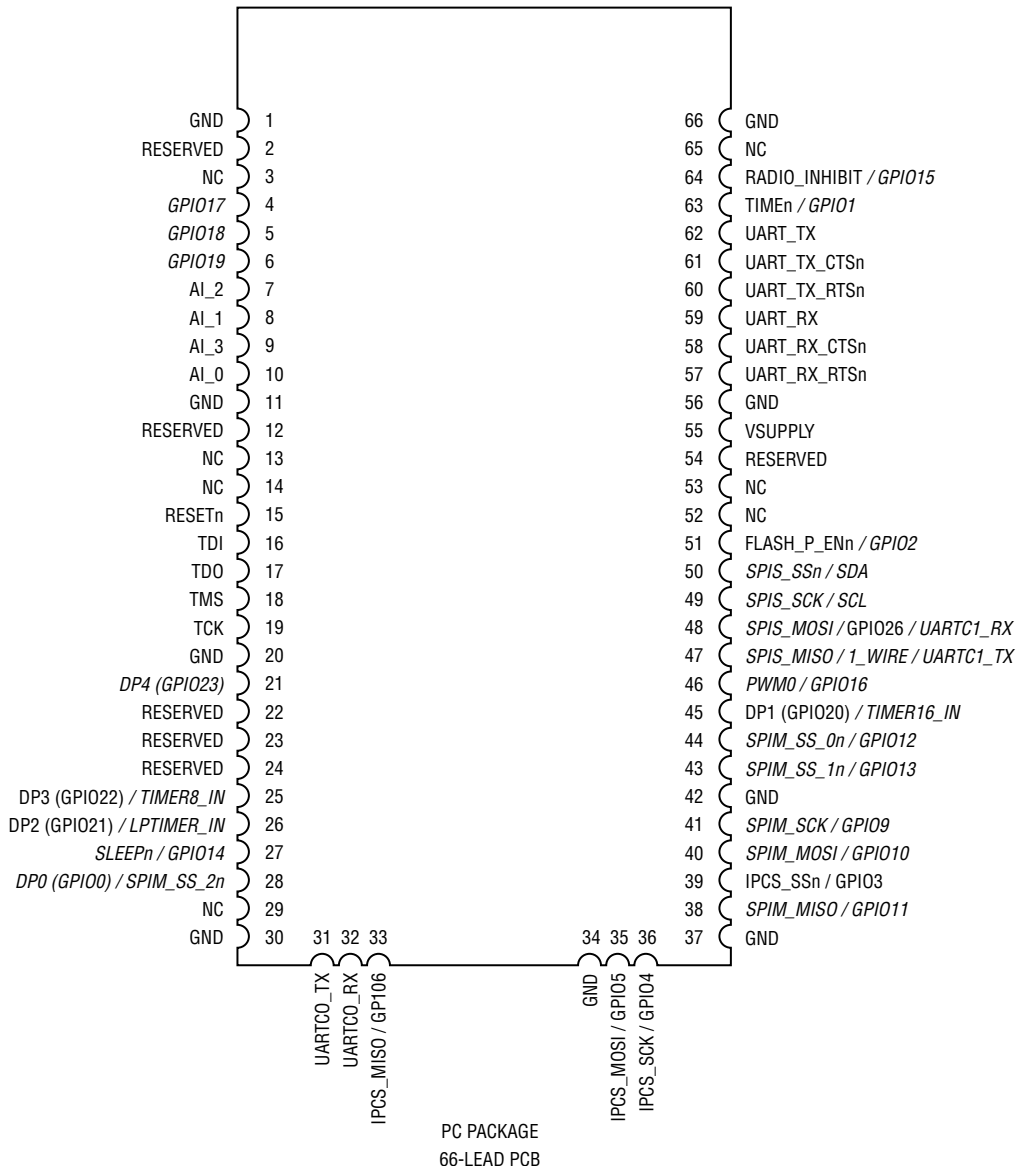 GND 1
RESERVED 2
NC 3
GPIO17 4
GPIO18 5
GPIO19 6
AI_2 7
AI_1 8
AI_3 9
AI_0 10
GND 11
RESERVED 12
NC 13
NC 14
RESETn 15
TDI 16
TDO 17
TMS 18
TCK 19
GND 20
DP4 (GPIO23) 21
RESERVED 22
RESERVED 23
RESERVED 24
DP3 (GPIO22) / TIMER8_IN 25
DP2 (GPIO21) / LPTIMER_IN 26
SLEEPn / GPIO14 27
DP0 (GPIO0) / SPIM_SS_2n 28
NC 29
GND 30
31 UARTCO_TX
32 UARTCO_RX
33 IPCS_MISO / GP106
34 GND
35 IPCS_MOSI / GPIO5
36 IPCS_SCK / GPIO4
66 GND
65 NC
64 RADIO_INHIBIT / GPIO15
63 TIMEn / GPIO1
62 UART_TX
61 UART_TX_CTSn
60 UART_TX_RTSn
59 UART_RX
58 UART_RX_CTSn
57 UART_RX_RTSn
56 GND
55 VSUPPLY
54 RESERVED
53 NC
52 NC
51 FLASH_P_ENn / GPIO2
50 SPIS_SSn / SDA
49 SPIS_SCK / SCL
48 SPIS_MOSI / GPIO26 / UARTC1_RX
47 SPIS_MISO / 1_WIRE / UARTC1_TX
46 PWM0 / GPIO16
45 DP1 (GPIO20) / TIMER16_IN
44 SPIM_SS_0n / GPIO12
43 SPIM_SS_1n / GPIO13
42 GND
41 SPIM_SCK / GPIO9
40 SPIM_MOSI / GPIO10
39 IPCS_SSn / GPIO3
38 SPIM_MISO / GPIO11
37 GND
PC PACKAGE
66-LEAD PCB